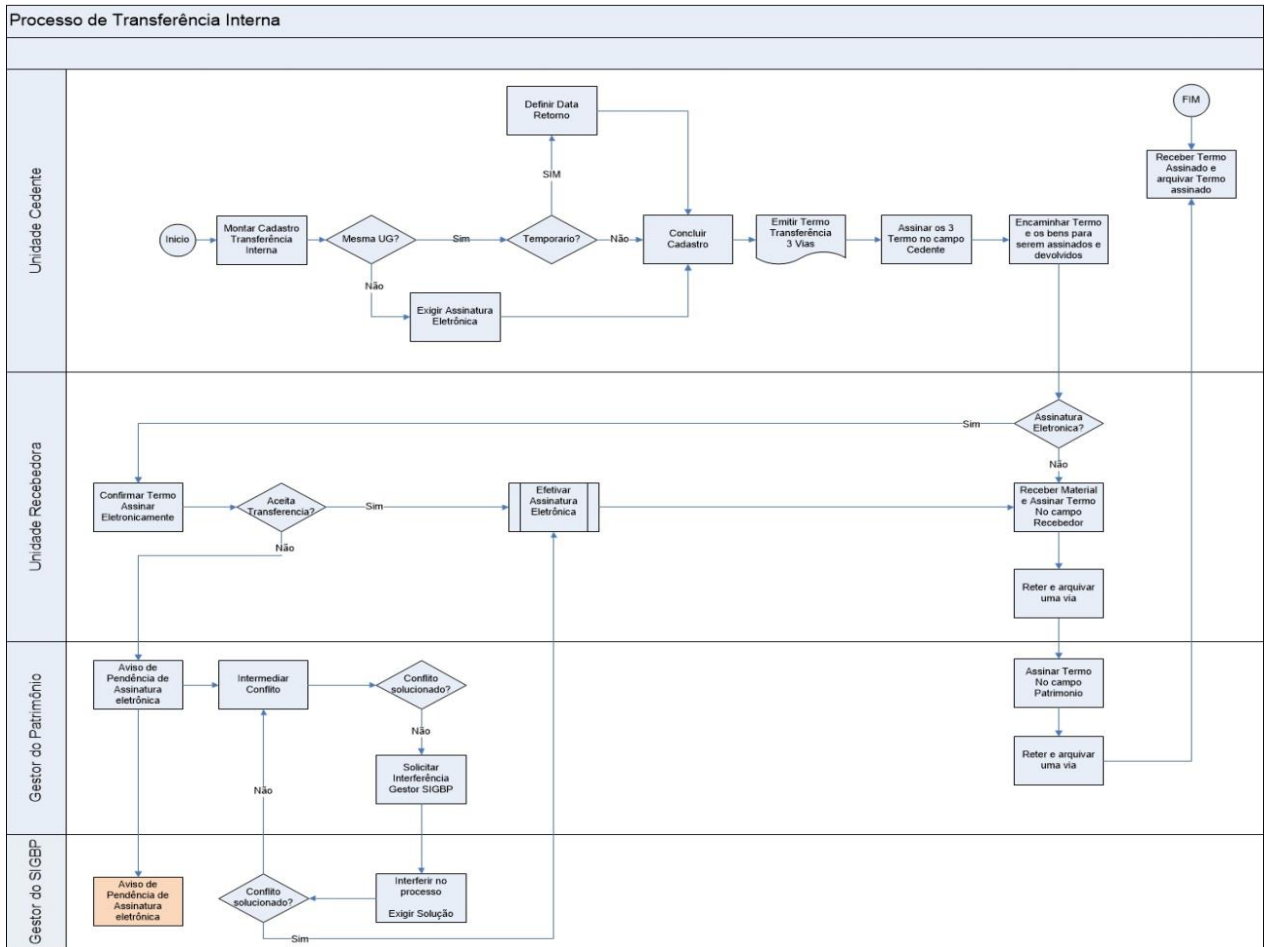 Processo de Transferência Interna
Unidade Cedente
Inicio
Montar Cadastro
Transferência
Interna
Mesma UG?
Sim
Não
Exigir Assinatura
Eletrônica
Temporario?
SIM
Não
Definir Data
Retorno
Concluir
Cadastro
Emitir Termo
Transferência
3 Vias
Assinar os 3
Termo no campo
Cedente
Encaminhar Termo
e os bens para
serem assinados e
devolvidos
FIM
Receber Termo
Assinado e
arquivar Termo
assinado
Unidade Recebedora
Assinatura
Eletronica?
Sim
Não
Confirmar Termo
Assinar
Eletronicamente
Aceita
Transferencia?
Sim
Não
Efetivar
Assinatura
Eletrônica
Receber Material
e Assinar Termo
No campo
Recebedor
Reter e arquivar
uma via
Gestor do Patrimônio
Aviso de
Pendência de
Assinatura
eletrônica
Intermediar
Conflito
Conflito
solucionado?
Não
Solicitar
Interferência
Gestor SIGBP
Não
Assinar Termo
No campo
Patrimonio
Reter e arquivar
uma via
Gestor do SIGBP
Aviso de
Pendência de
Assinatura
eletrônica
Conflito
solucionado?
Sim
Interferir no
processo
Exigir Solução